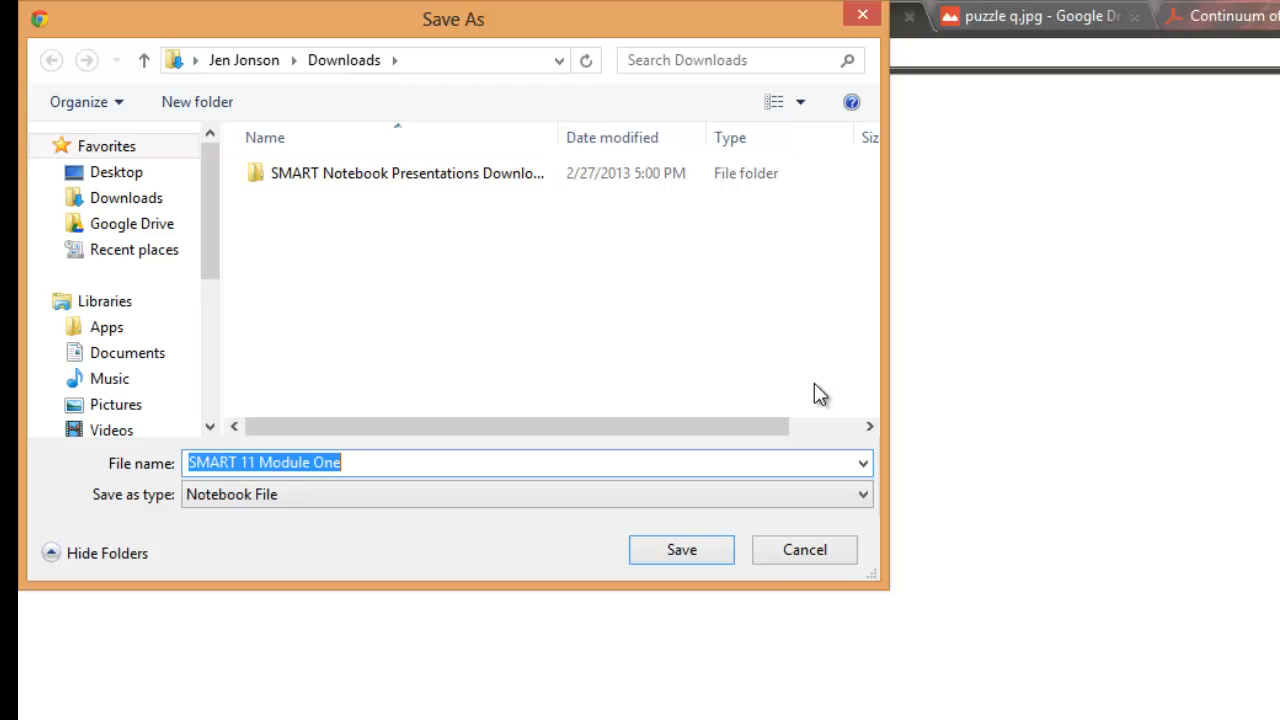 Save As
puzzle q.jpg - Google Dr
Continuum of
Jen Jonson Downloads
Search Downloads
Organize New folder
Name Date modified Type Siz
Favorites
SMART Notebook Presentations Downlo... 2/27/2013 5:00 PM File folder
Desktop
Downloads
Google Drive
Recent places
Libraries
Apps
Documents
Music
Pictures
Videos
File name: SMART 11 Module One
Save as type: Notebook File
Hide Folders
Save Cancel